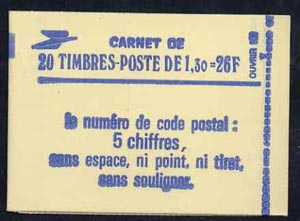 CARNET DE
20 TIMBRES-POSTE DE 1,30=26F
OUVRIR
le numéro de code postal:
5 chiffres,
sans espace, ni point, ni tiret,
sans souligner.